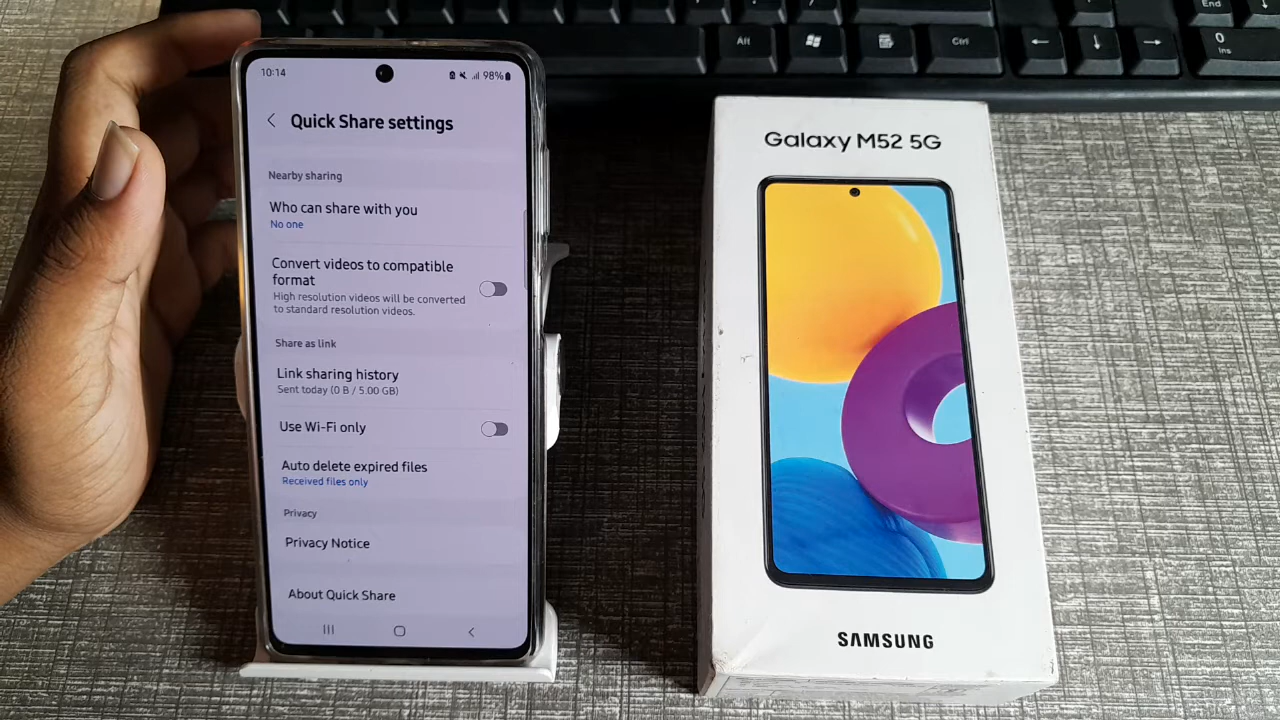 10:14
98%
Quick Share settings
Nearby sharing
Who can share with you
No one
Convert videos to compatible
format
High resolution videos will be converted
to standard resolution videos.
Share as link
Link sharing history
Sent today (0 B / 5.00 GB)
Use Wi-Fi only
Auto delete expired files
Received files only
Privacy
Privacy Notice
About Quick Share
Galaxy M52 5G
SAMSUNG
Alt
Ctrl
End
0
Ins